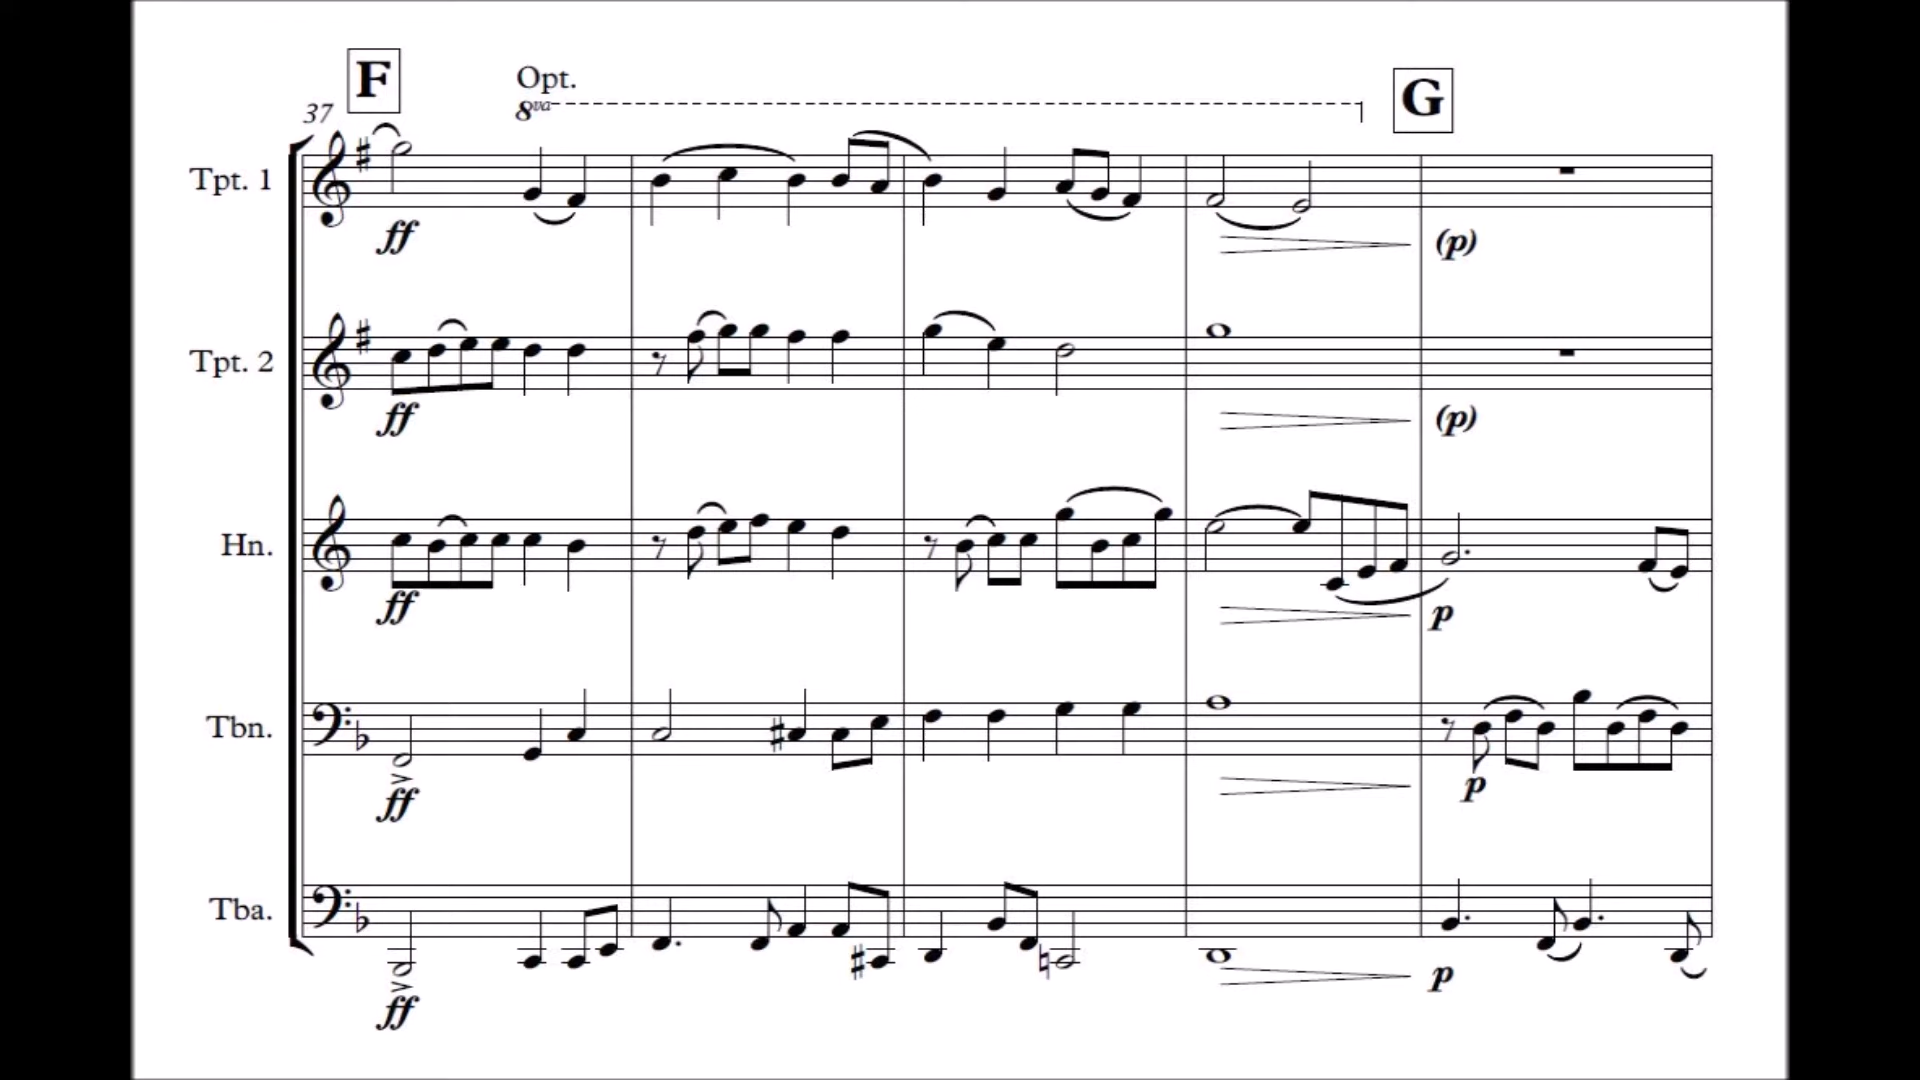 F
Opt.
8va
G
37
Tpt. 1
ff
(p)
Tpt. 2
ff
(p)
Hn.
ff
p
Tbn.
ff
p
Tba.
ff
p